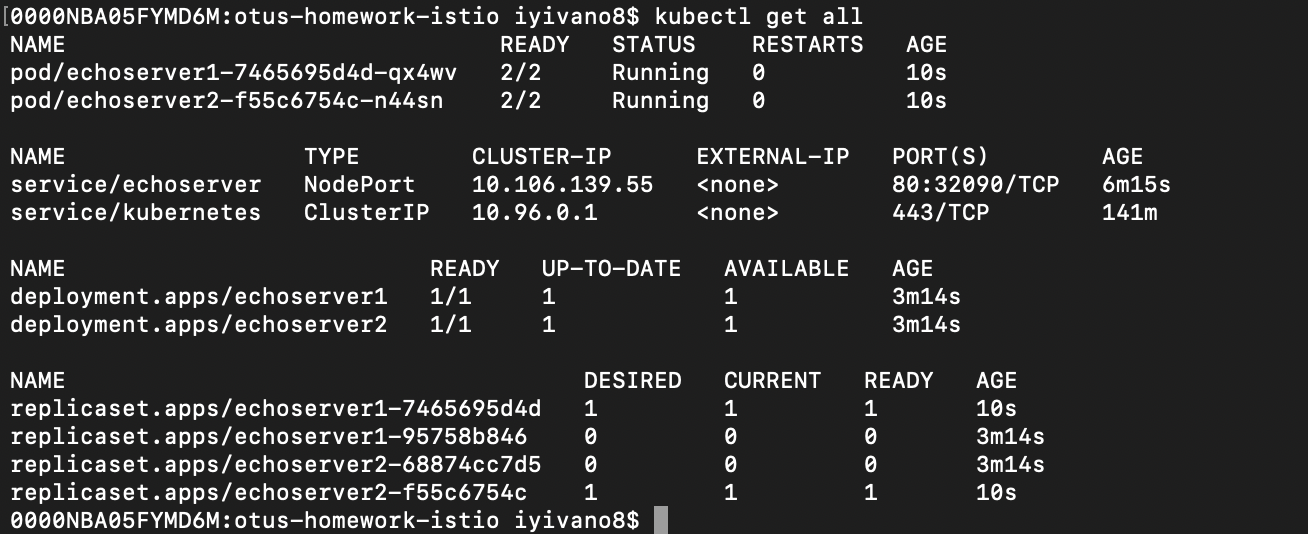 [0000NBA05FYMD6M:otus-homework-istio iyivano8$ kubectl get all
NAME                               READY   STATUS    RESTARTS   AGE
pod/echoserver1-7465695d4d-qx4wv   2/2     Running   0          10s
pod/echoserver2-f55c6754c-n44sn    2/2     Running   0          10s

NAME                 TYPE        CLUSTER-IP      EXTERNAL-IP   PORT(S)        AGE
service/echoserver   NodePort    10.106.139.55   <none>        80:32090/TCP   6m15s
service/kubernetes   ClusterIP   10.96.0.1       <none>        443/TCP        141m

NAME                          READY   UP-TO-DATE   AVAILABLE   AGE
deployment.apps/echoserver1   1/1     1            1           3m14s
deployment.apps/echoserver2   1/1     1            1           3m14s

NAME                                     DESIRED   CURRENT   READY   AGE
replicaset.apps/echoserver1-7465695d4d   1         1         1       10s
replicaset.apps/echoserver1-95758b846    0         0         0       3m14s
replicaset.apps/echoserver2-68874cc7d5   0         0         0       3m14s
replicaset.apps/echoserver2-f55c6754c    1         1         1       10s
0000NBA05FYMD6M:otus-homework-istio iyivano8$